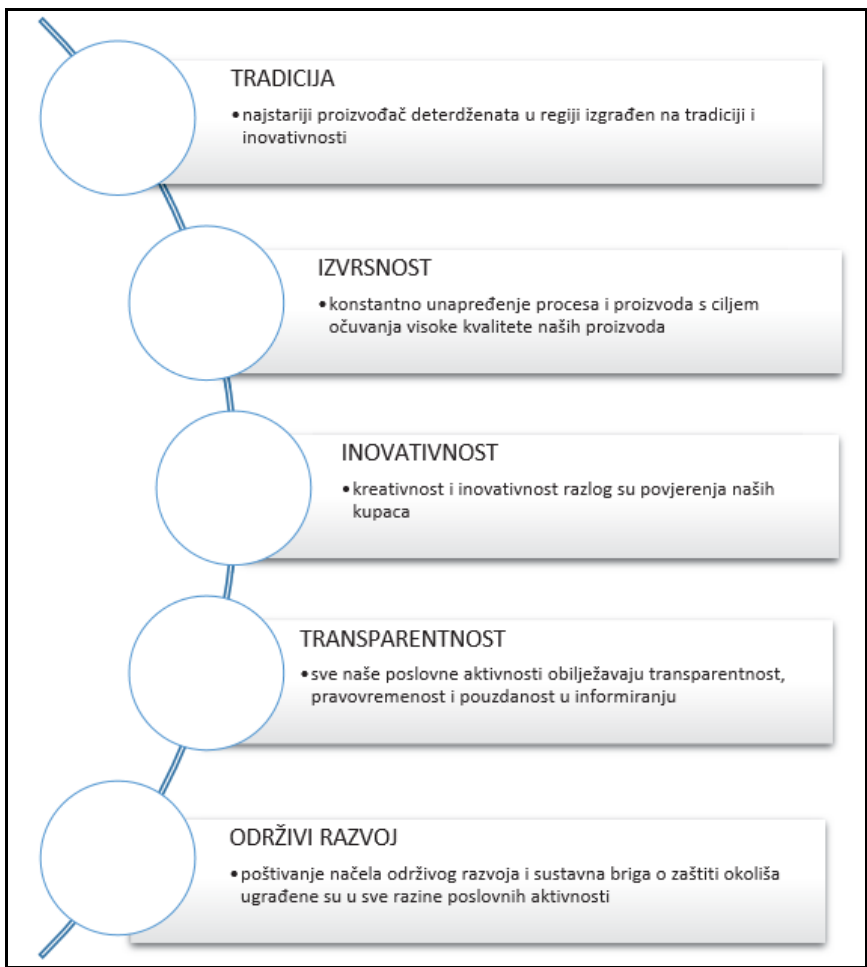 TRADICIJA
•najstariji proizvođač deterdženata u regiji izgrađen na tradiciji i
inovativnosti
IZVRSNOST
•konstantno unapređenje procesa i proizvoda s ciljem
očuvanja visoke kvalitete naših proizvoda
INOVATIVNOST
•kreativnost i inovativnost razlog su povjerenja naših
kupaca
TRANSPARENTNOST
•sve naše poslovne aktivnosti obilježavaju transparentnost,
pravovremenost i pouzdanost u informiranju
ODRŽIVI RAZVOJ
•poštivanje načela održivog razvoja i sustavna briga o zaštiti okoliša
ugrađene su u sve razine poslovnih aktivnosti